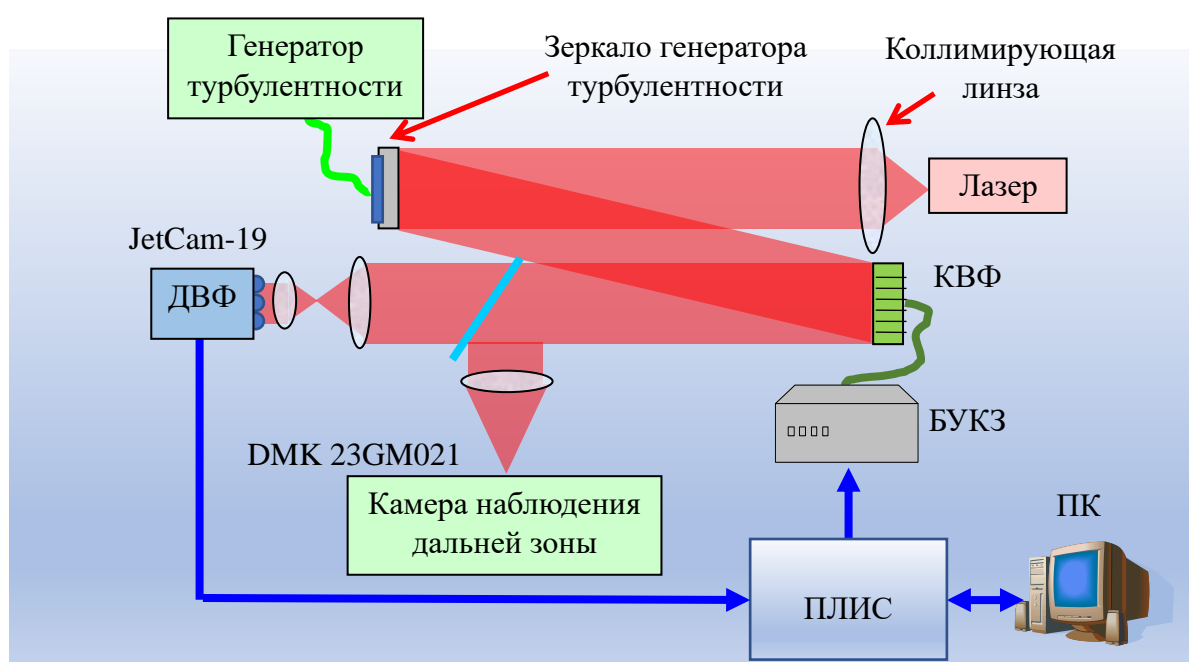 Генератор
турбулентности
Зеркало генератора
турбулентности
Коллимирующая
линза
Лазер
JetCam-19
ДВФ
КВФ
БУКЗ
DMK 23GM021
Камера наблюдения
дальней зоны
ПЛИС
ПК